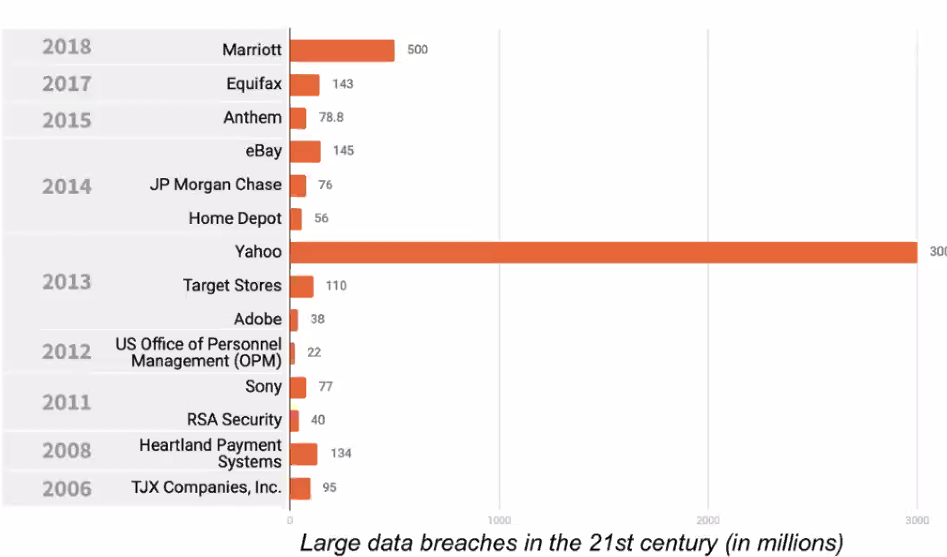 2018 Marriott 500
2017 Equifax 143
2015 Anthem 78.8
eBay 145
2014 JP Morgan Chase 76
Home Depot 56
Yahoo 300
2013 Target Stores 110
Adobe 38
2012 US Office of Personnel
Management (OPM) 22
2011 Sony 77
RSA Security 40
2008 Heartland Payment
Systems 134
2006 TJX Companies, Inc. 95
0 1000 2000 3000
Large data breaches in the 21st century (in millions)